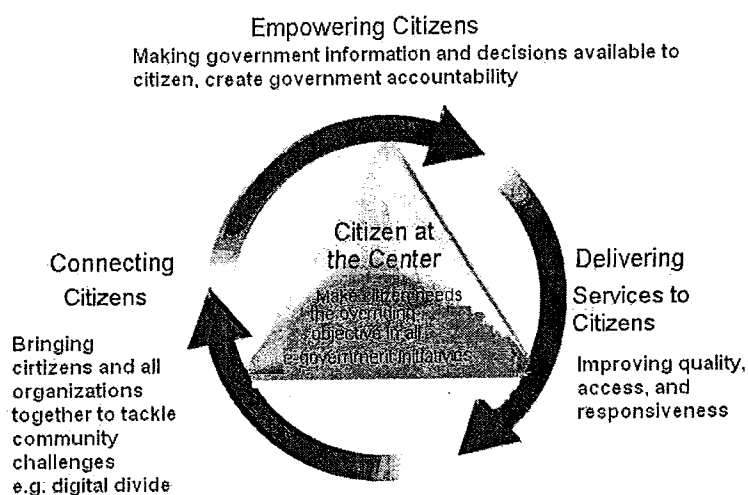 Empowering Citizens
Making government information and decisions available to
citizen, create government accountability
Citizen at
the Center
Make citizen needs
the overriding
objective in all
e-government initiatives
Connecting
Citizens
Bringing
cirtizens and all
organizations
together to tackle
community
challenges
e.g. digital divide
Delivering
Services to
Citizens
Improving quality,
access, and
responsiveness